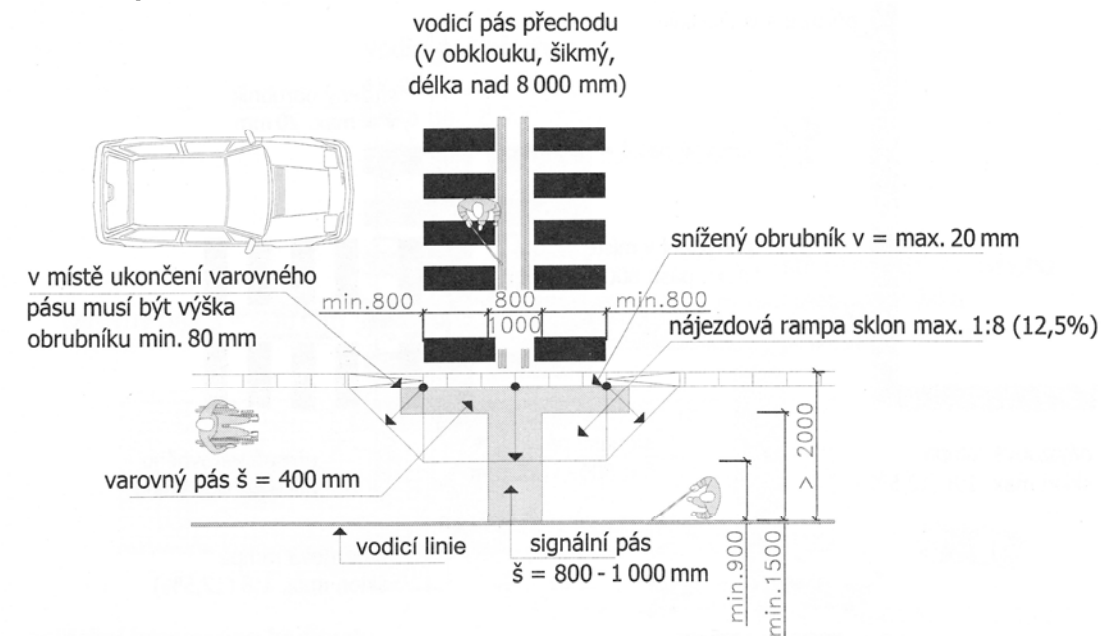 vodicí pás přechodu
(v obklouku, šikmý,
délka nad 8 000 mm)
snížený obrubník v = max. 20 mm
v místě ukončení varovného
pásu musí být výška
obrubníku min. 80 mm
min.800
800
min.800
1000
nájezdová rampa sklon max. 1:8 (12,5%)
> 2000
varovný pás š = 400 mm
vodicí linie
signální pás
š = 800 - 1 000 mm
min.900
min.1500